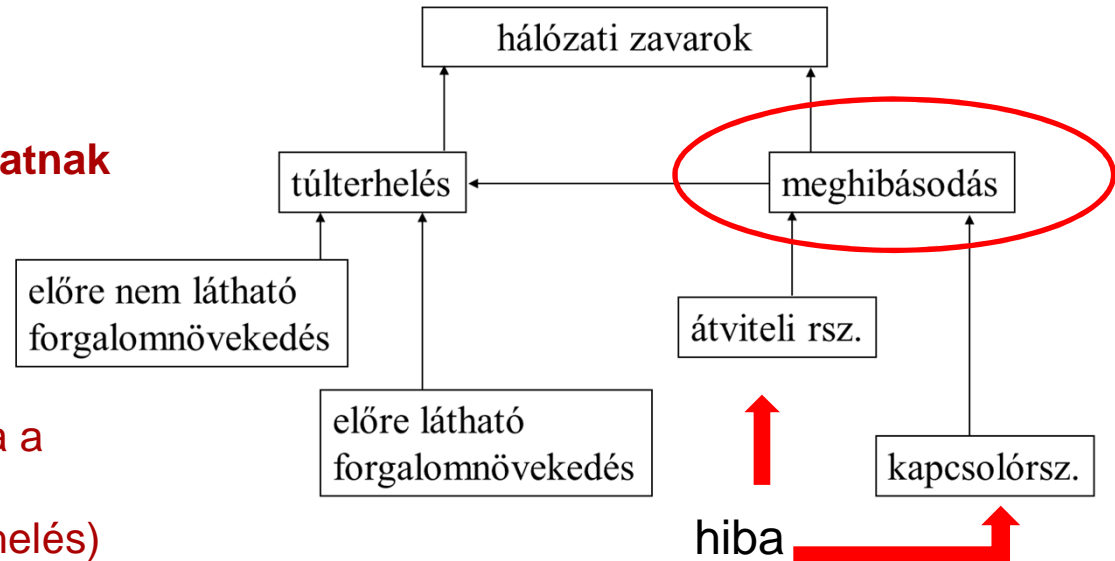 hálózati zavarok
atnak
túlterhelés
meghibásodás
előre nem látható
forgalomnövekedés
átviteli rsz.
előre látható
forgalomnövekedés
a a
kapcsolórsz.
helés)
hiba